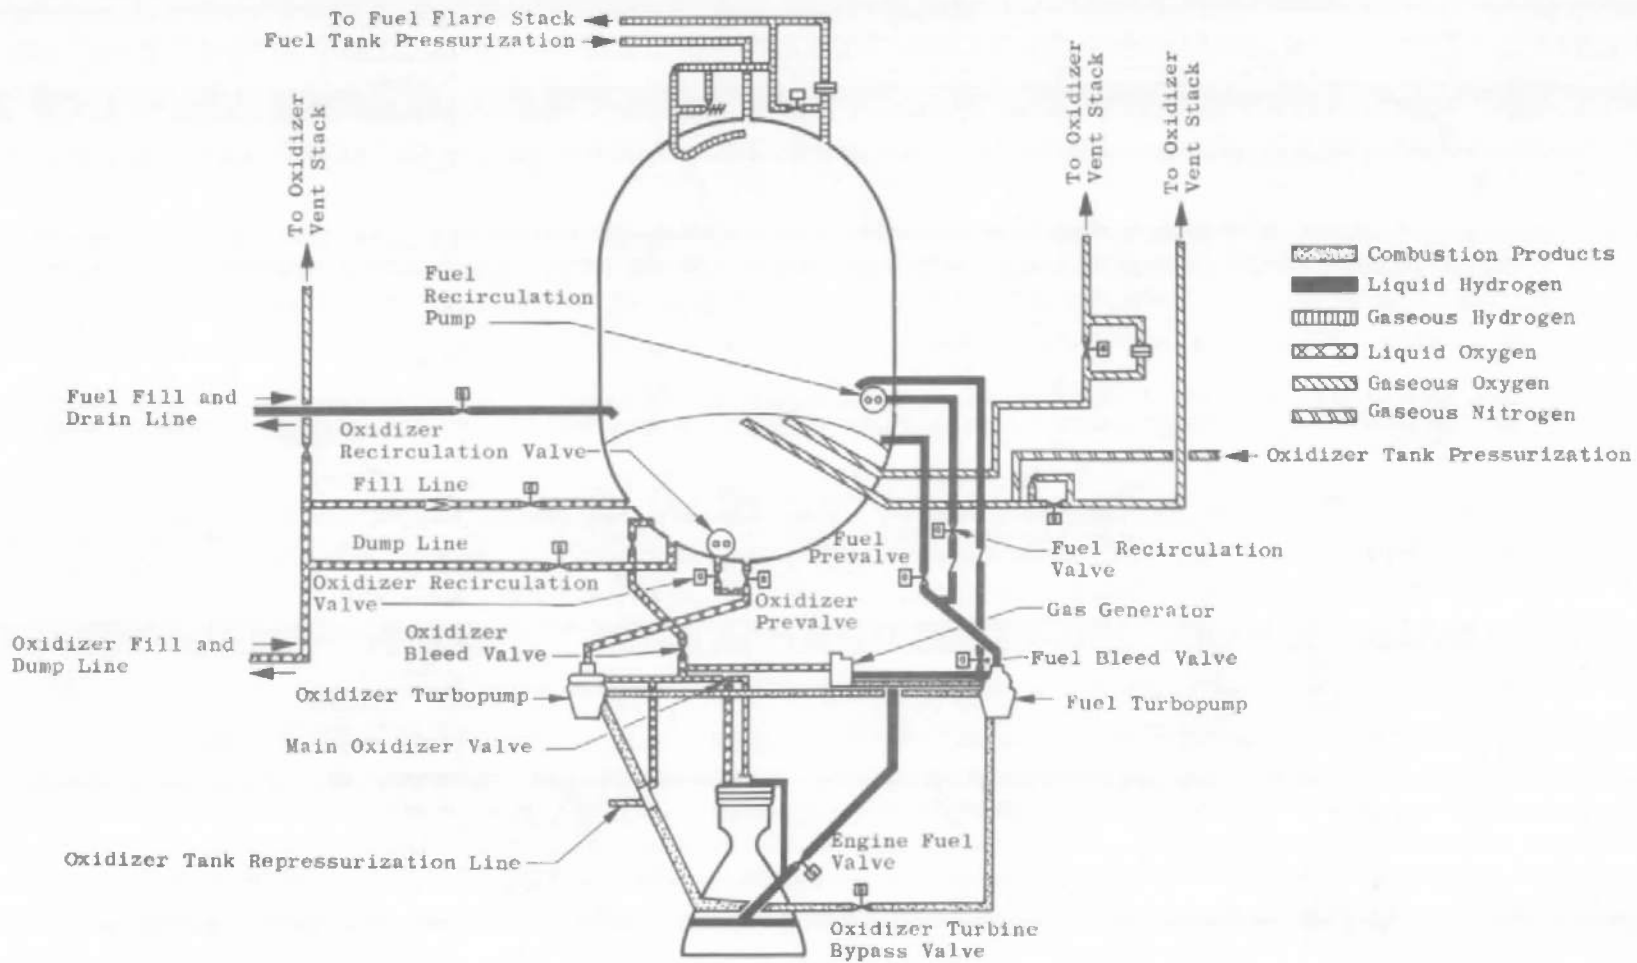 To Fuel Flare Stack
Fuel Tank Pressurization
To Oxidizer
Vent Stack
To Oxidizer
Vent Stack
To Oxidizer
Vent Stack
Combustion Products
Liquid Hydrogen
Gaseous Hydrogen
Liquid Oxygen
Gaseous Oxygen
Gaseous Nitrogen
Fuel
Recirculation
Pump
Fuel Fill and
Drain Line
Oxidizer
Recirculation Valve
Oxidizer Tank Pressurization
Fill Line
Dump Line
Fuel
Prevalve
Fuel Recirculation
Valve
Oxidizer Recirculation
Valve
Oxidizer
Prevalve
Gas Generator
Oxidizer
Bleed Valve
Oxidizer Fill and
Dump Line
Fuel Bleed Valve
Oxidizer Turbopump
Fuel Turbopump
Main Oxidizer Valve
Engine Fuel
Valve
Oxidizer Tank Repressurization Line
Oxidizer Turbine
Bypass Valve